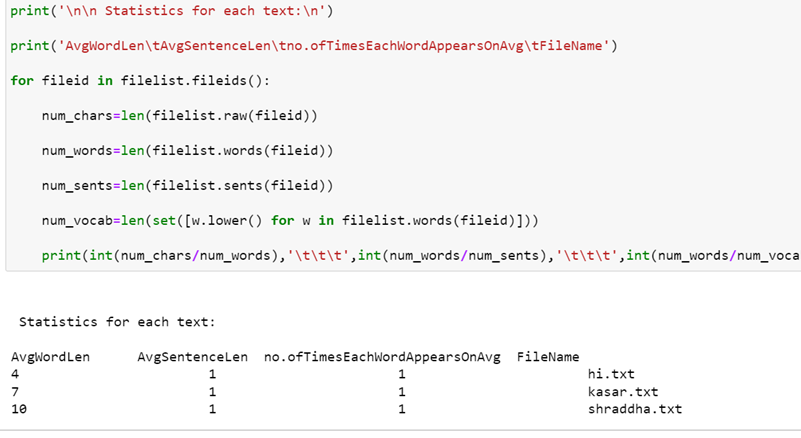 print('\n\n Statistics for each text:\n')
print('AvgWordLen\tAvgSentenceLen\tno.ofTimesEachWordAppearsOnAvg\tFileName')
for fileid in filelist.fileids():
    num_chars=len(filelist.raw(fileid))
    num_words=len(filelist.words(fileid))
    num_sents=len(filelist.sents(fileid))
    num_vocab=len(set([w.lower() for w in filelist.words(fileid)]))
    print(int(num_chars/num_words),'\t\t\t',int(num_words/num_sents),'\t\t\t',int(num_words/num_voca
Statistics for each text:
AvgWordLen AvgSentenceLen no.ofTimesEachWordAppearsOnAvg FileName
4 1 1 hi.txt
7 1 1 kasar.txt
10 1 1 shraddha.txt